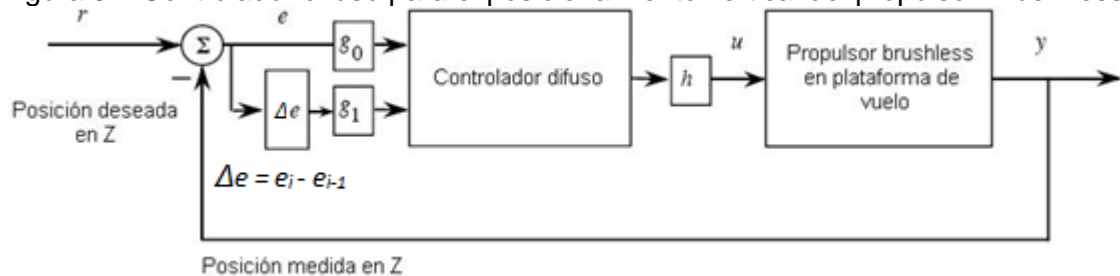 r
e
u
y
Σ
g₀
Controlador difuso
h
Propulsor brushless
en plataforma de
vuelo
−
Δe
g₁
Posición deseada
en Z
Δe = eᵢ - eᵢ₋₁
Posición medida en Z